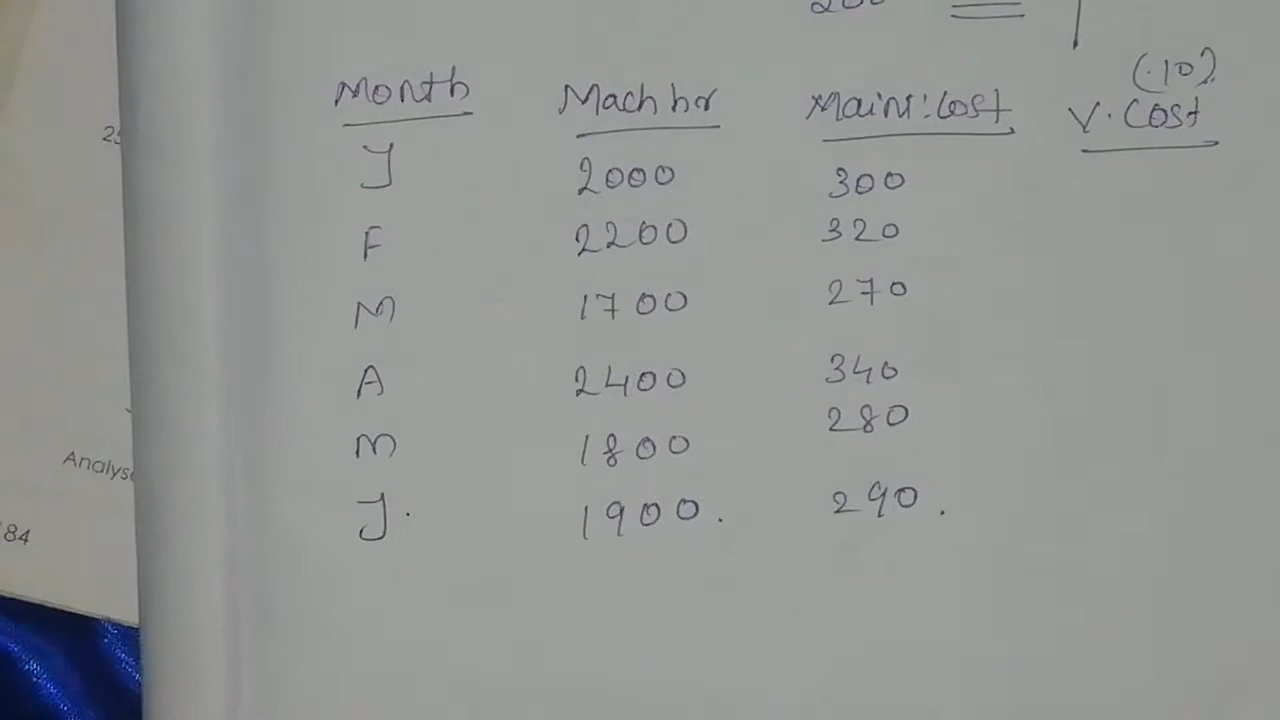 (.10)
Month Mach hr Maint: Cost V. Cost
J 2000 300
F 2200 320
M 1700 270
A 2400 340
M 1800 280
J. 1900. 290.
84